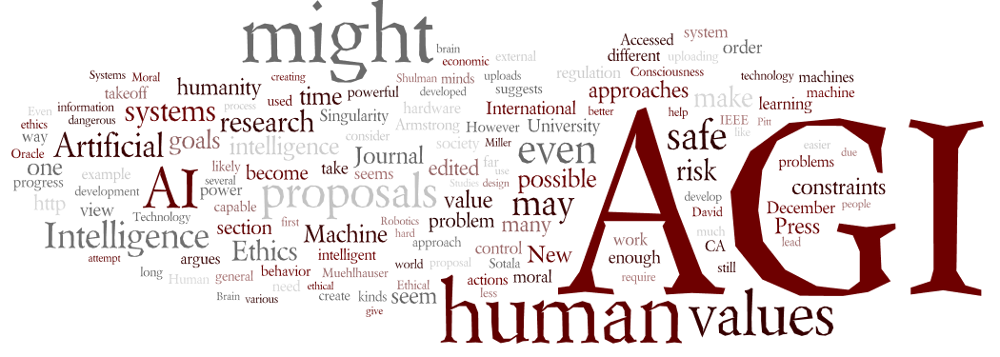 might
brain
economic
external
Accessed
system
different
uploading
order
Systems
Moral
creating
Shulman
minds
uploads
regulation
Consciousness
technology
machines
takeoff
humanity
used
time
powerful
developed
suggests
approaches
make
learning
machine
Even
information
dangerous
systems
process
research
Singularity
hardware
International
better
help
IEEE
Pitt
ethics
way
Armstrong
However
University
safe
like
Oracle
Artificial
goals
intelligence
consider
Journal
society
Miller
even
AGI
easier
due
one
progress
example
development
AI
likely
several
power
become
take
seems
edited
far
use
Studies
design
possible
risk
problems
constraints
http
view
Technology
capable
proposals
value
may
develop
David
December
people
Intelligence
section
first
Machine
Robotics
hard
problem
many
Press
lead
attempt
argues
Ethics
intelligent
approach
control
Sotala
New
work
enough
much
CA
long
Human
general
behavior
Muehlhauser
world
proposal
actions
moral
require
still
Brain
various
need
ethical
create
kinds
give
Ethical
seem
less
human
values